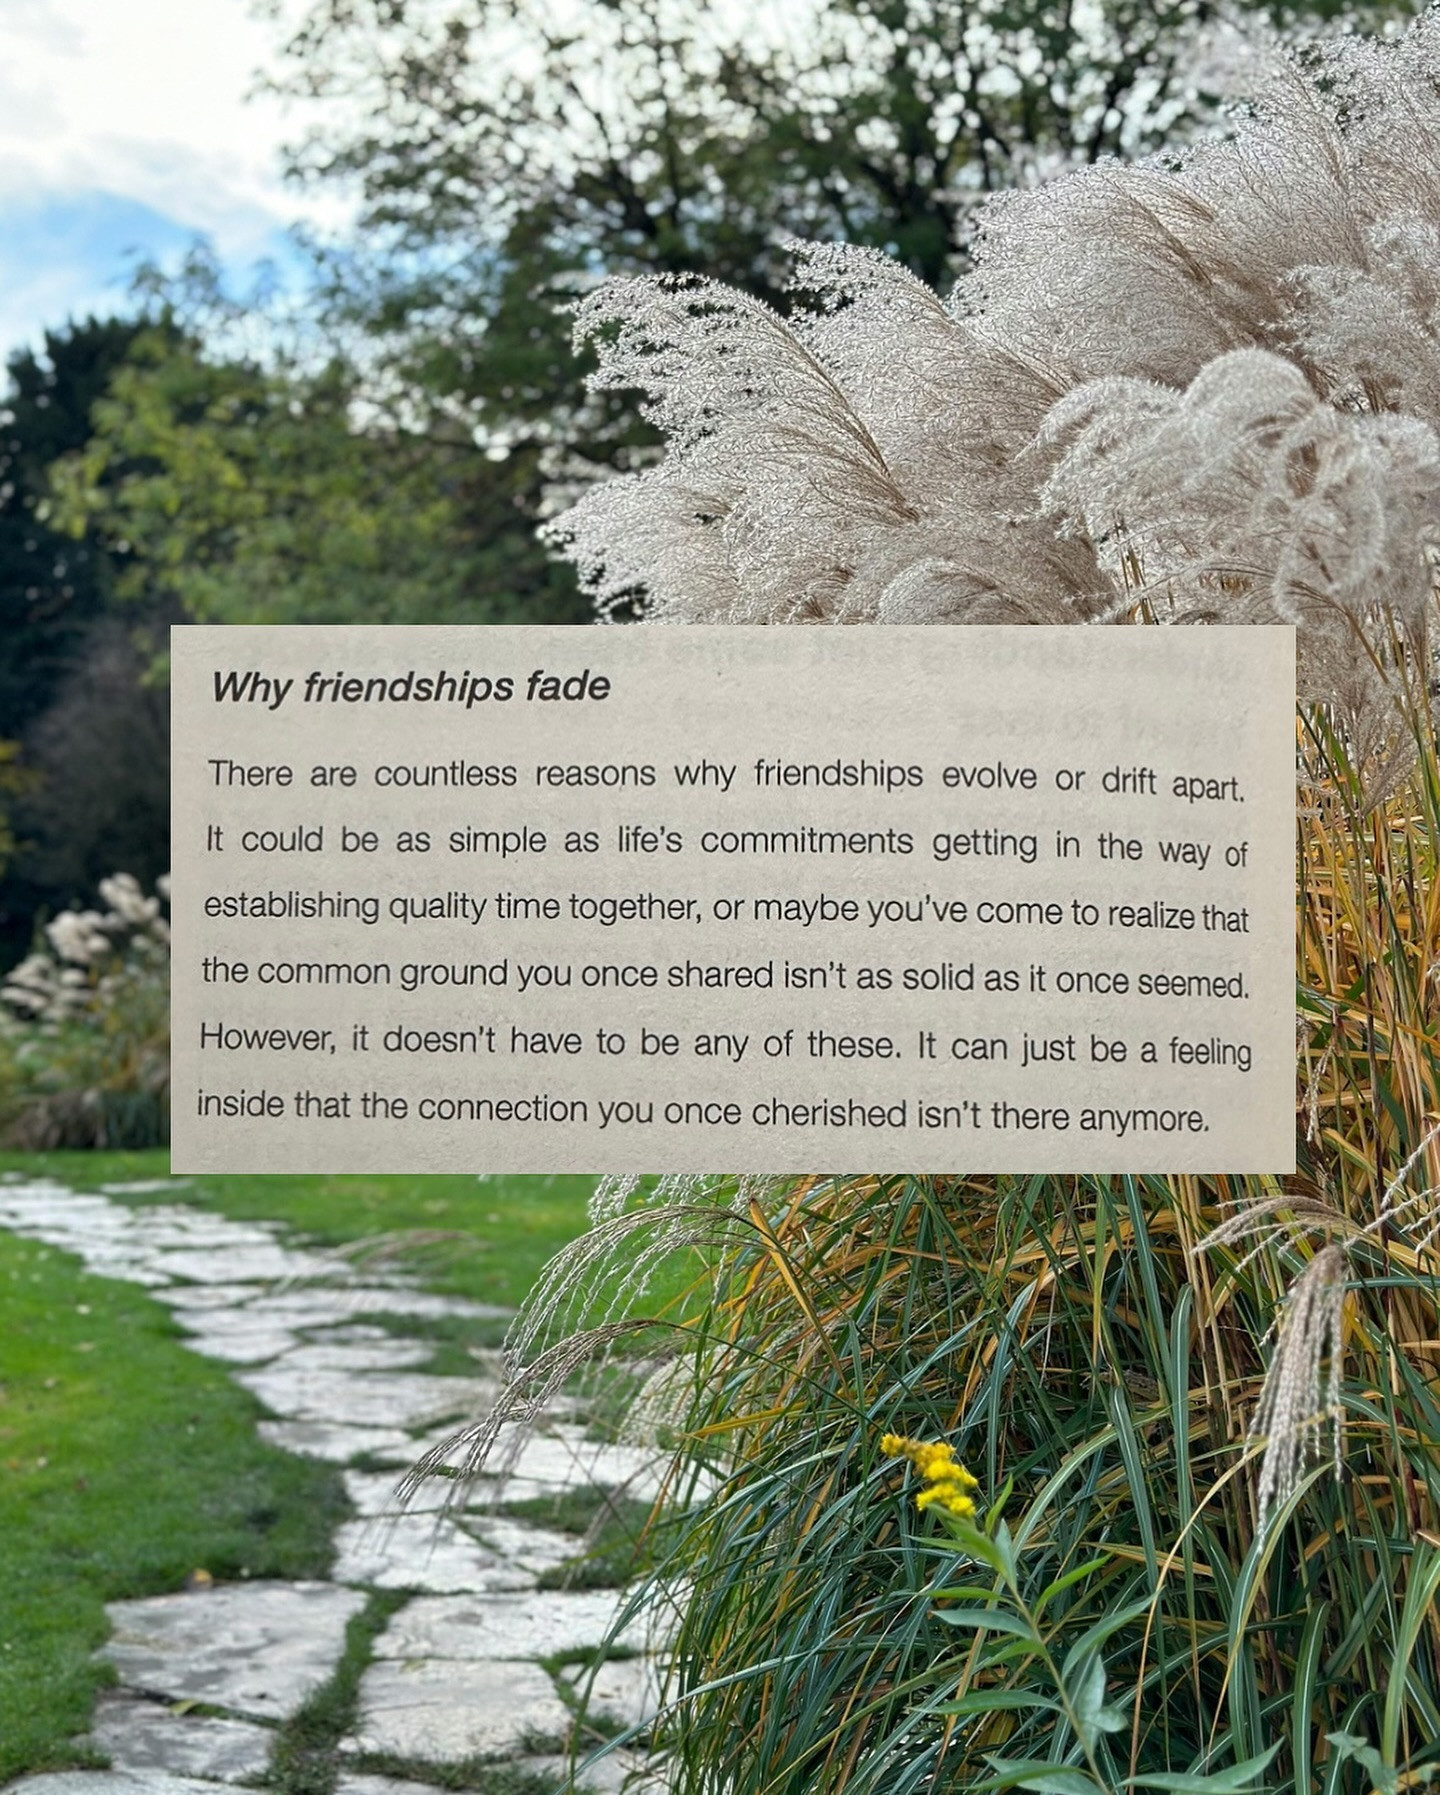 Why friendships fade
There are countless reasons why friendships evolve or drift apart.
It could be as simple as life's commitments getting in the way of
establishing quality time together, or maybe you've come to realize that
the common ground you once shared isn't as solid as it once seemed.
However, it doesn't have to be any of these. It can just be a feeling
inside that the connection you once cherished isn't there anymore.